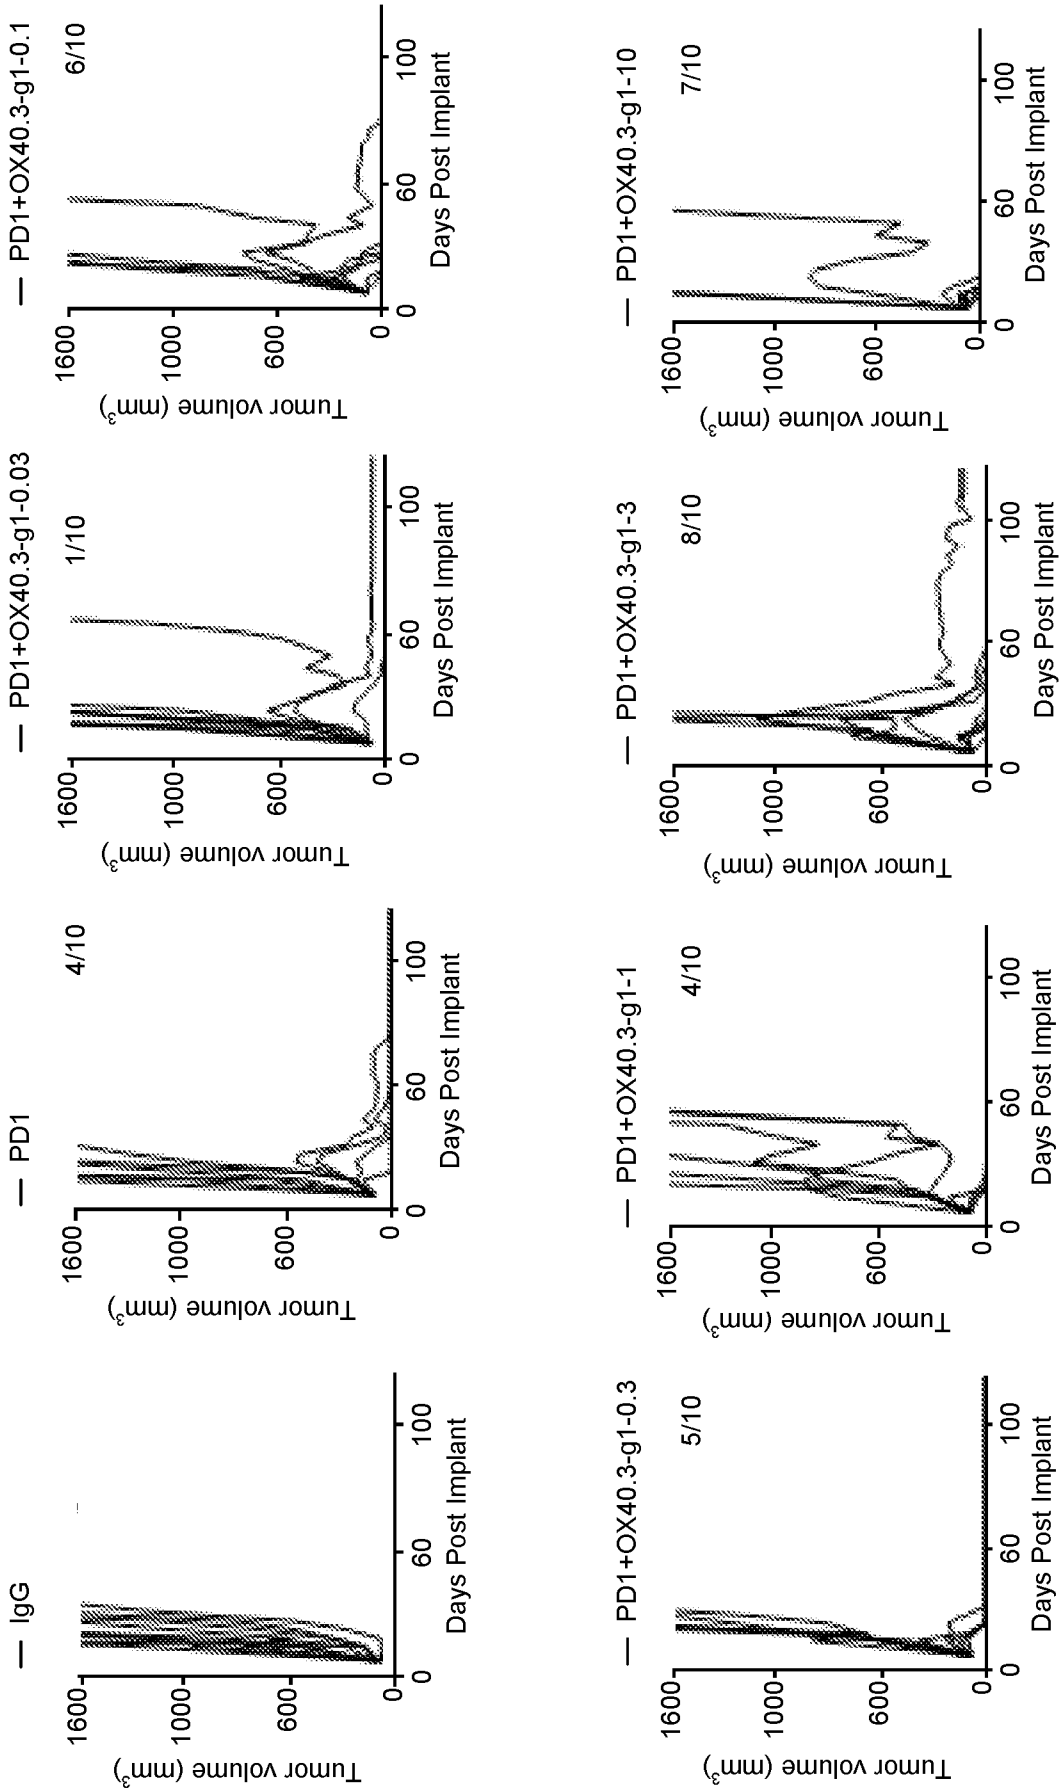 — IgG
Tumor volume (mm³)
1600
1000
600
0
0
60
100
Days Post Implant
— PD1
4/10
Tumor volume (mm³)
1600
1000
600
0
0
60
100
Days Post Implant
— PD1+OX40.3-g1-0.03
1/10
Tumor volume (mm³)
1600
1000
600
0
0
60
100
Days Post Implant
— PD1+OX40.3-g1-0.1
6/10
Tumor volume (mm³)
1600
1000
600
0
0
60
100
Days Post Implant
— PD1+OX40.3-g1-0.3
5/10
Tumor volume (mm³)
1600
1000
600
0
0
60
100
Days Post Implant
— PD1+OX40.3-g1-1
4/10
Tumor volume (mm³)
1600
1000
600
0
0
60
100
Days Post Implant
— PD1+OX40.3-g1-3
8/10
Tumor volume (mm³)
1600
1000
600
0
0
60
100
Days Post Implant
— PD1+OX40.3-g1-10
7/10
Tumor volume (mm³)
1600
1000
600
0
0
60
100
Days Post Implant